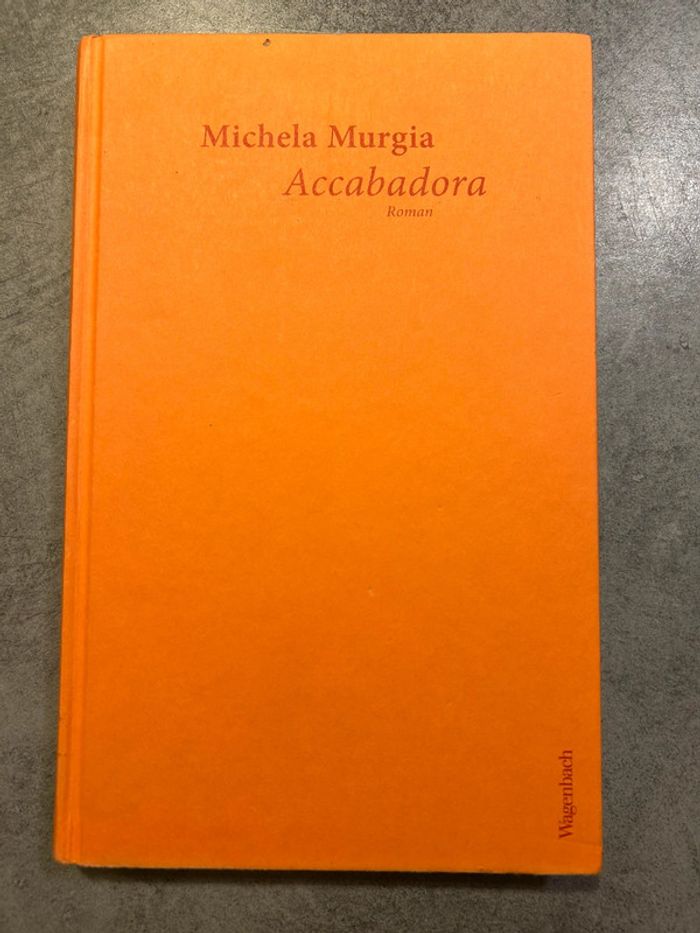 Michela Murgia
Accabadora
Roman
Wagenbach